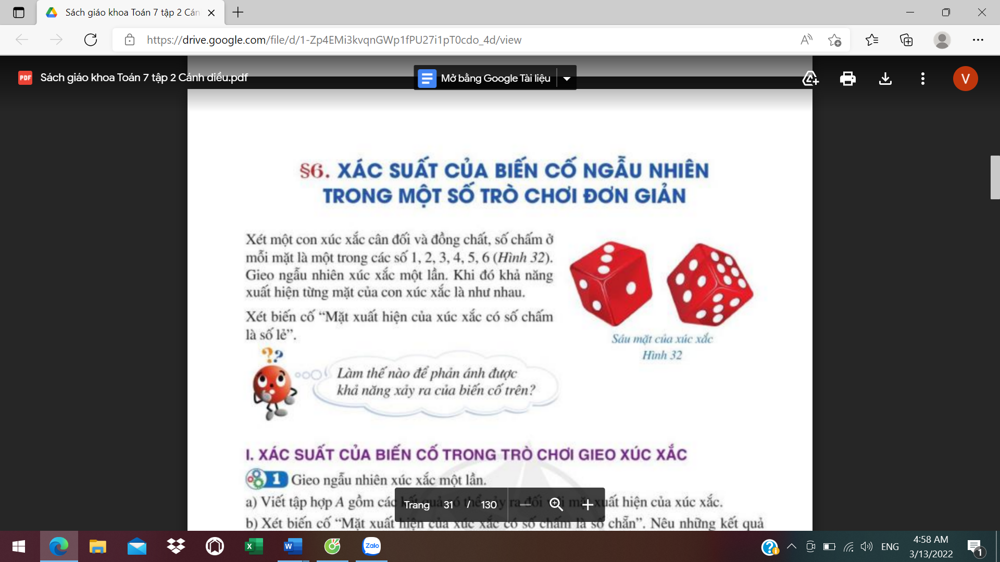 Sách giáo khoa Toán 7 tập 2 Cán
https://drive.google.com/file/d/1-Zp4EMi3kvqnGWp1fPU27i1pT0cdo_4d/view
PDF Sách giáo khoa Toán 7 tập 2 Cánh diều.pdf
Mở bằng Google Tài liệu
V
§6. XÁC SUẤT CỦA BIẾN CỐ NGẪU NHIÊN
TRONG MỘT SỐ TRÒ CHƠI ĐƠN GIẢN
Xét một con xúc xắc cân đối và đồng chất, số chấm ở
mỗi mặt là một trong các số 1, 2, 3, 4, 5, 6 (Hình 32).
Gieo ngẫu nhiên xúc xắc một lần. Khi đó khả năng
xuất hiện từng mặt của con xúc xắc là như nhau.
Xét biến cố “Mặt xuất hiện của xúc xắc có số chấm
là số lẻ”.
Sáu mặt của xúc xắc
Hình 32
??
Làm thế nào để phản ánh được
khả năng xảy ra của biến cố trên?
I. XÁC SUẤT CỦA BIẾN CỐ TRONG TRÒ CHƠI GIEO XÚC XẮC
1 Gieo ngẫu nhiên xúc xắc một lần.
a) Viết tập hợp A gồm các kết quả có thể xảy ra đối với mặt xuất hiện của xúc xắc.
Trang 31 / 130
b) Xét biến cố “Mặt xuất hiện của xúc xắc có số chấm là số chẵn”. Nêu những kết quả
Zalo
ENG
4:58 AM
3/13/2022
1